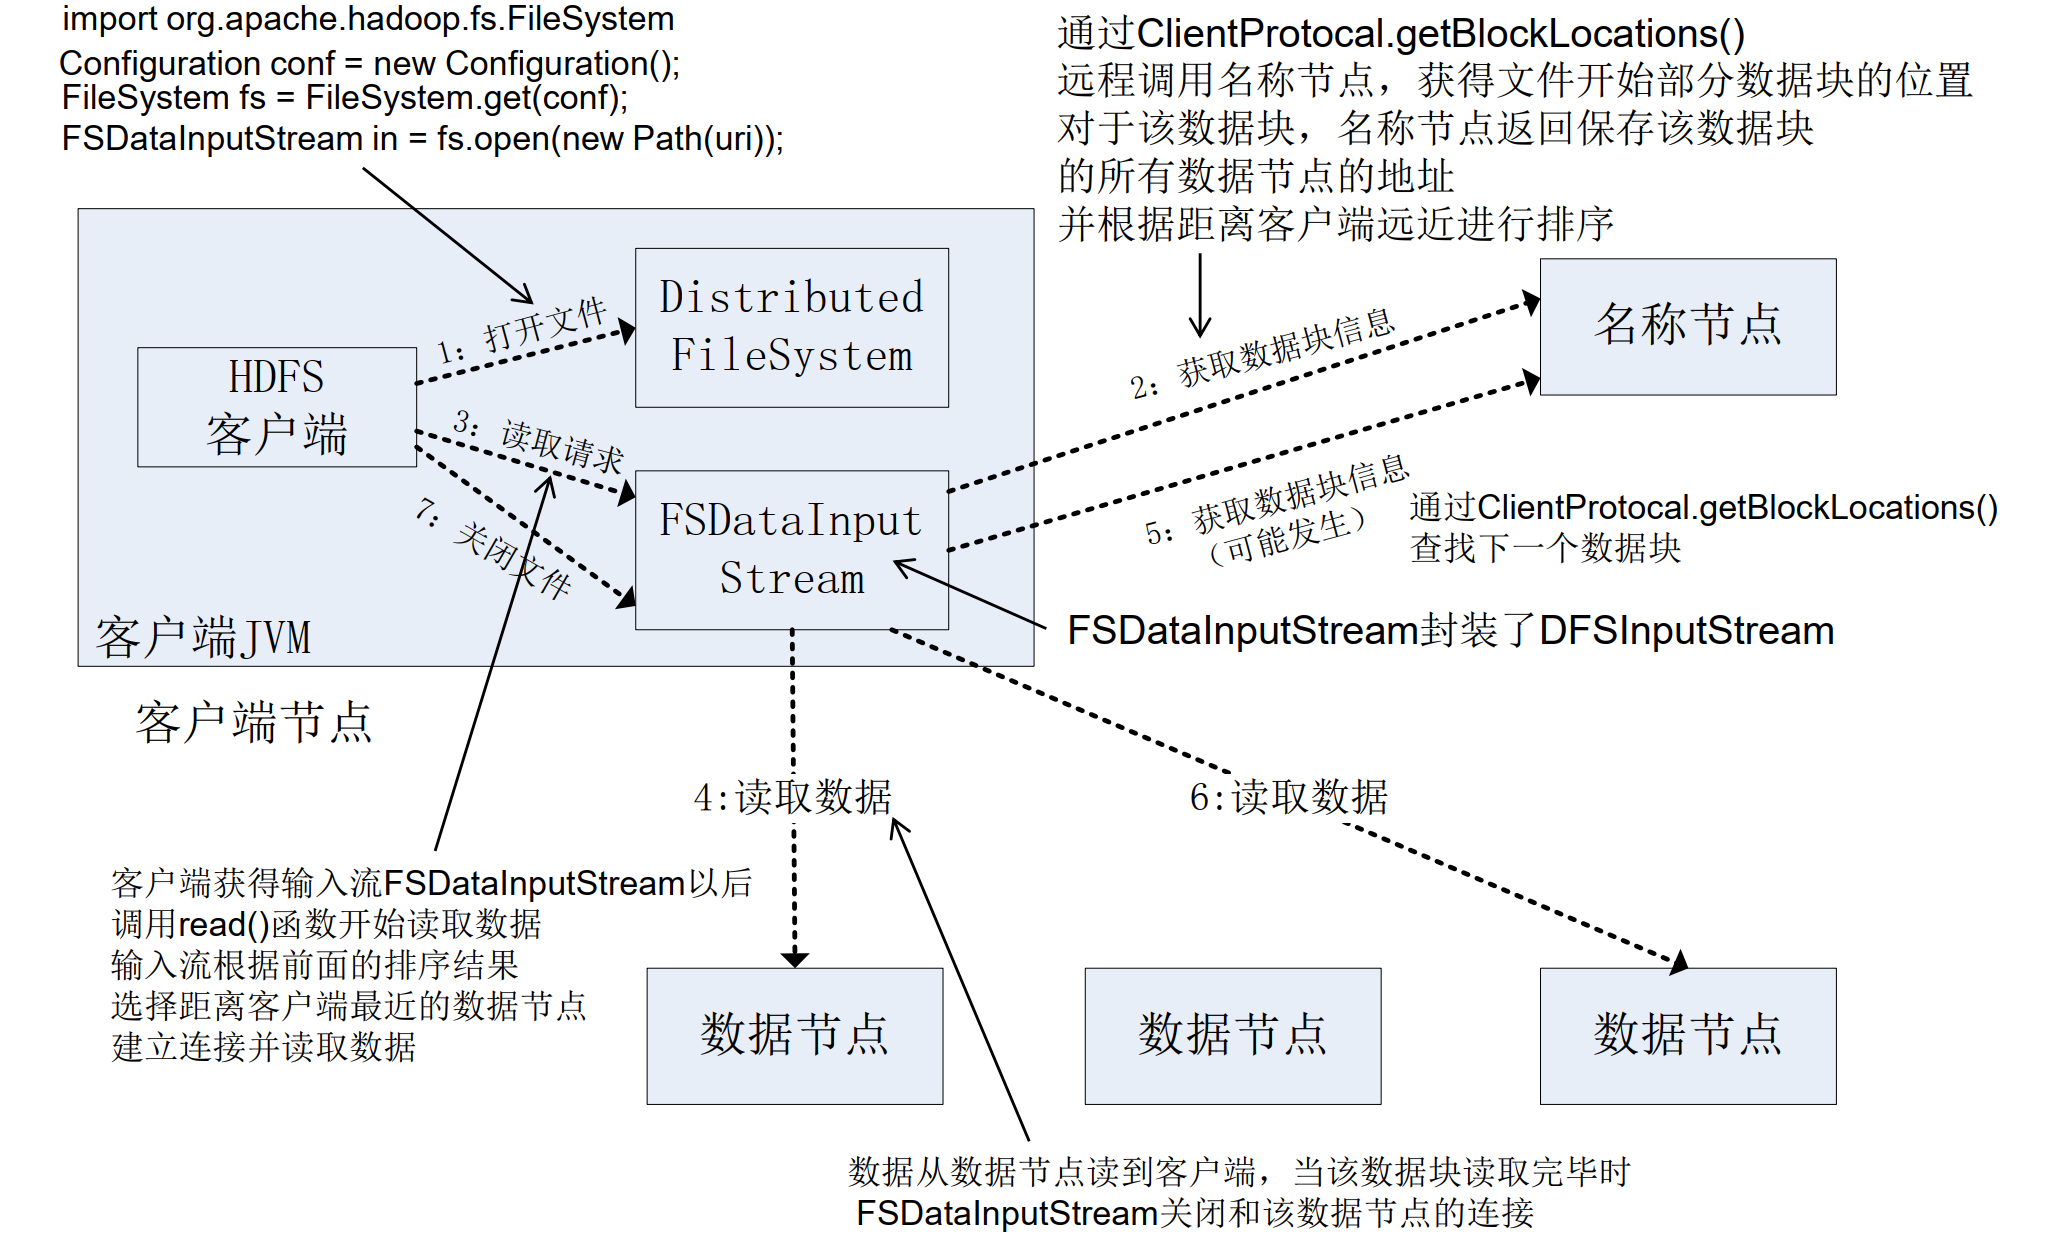 import org.apache.hadoop.fs.FileSystem
Configuration conf = new Configuration();
FileSystem fs = FileSystem.get(conf);
FSDataInputStream in = fs.open(new Path(uri));
通过ClientProtocal.getBlockLocations()
远程调用名称节点，获得文件开始部分数据块的位置
对于该数据块，名称节点返回保存该数据块
的所有数据节点的地址
并根据距离客户端远近进行排序
HDFS
客户端
1：打开文件
Distributed
FileSystem
2：获取数据块信息
名称节点
3：读取请求
7：关闭文件
FSDataInput
Stream
5：获取数据块信息
（可能发生）
通过ClientProtocal.getBlockLocations()
查找下一个数据块
FSDataInputStream封装了DFSInputStream
客户端JVM
客户端节点
4:读取数据
6:读取数据
客户端获得输入流FSDataInputStream以后
调用read()函数开始读取数据
输入流根据前面的排序结果
选择距离客户端最近的数据节点
建立连接并读取数据
数据节点
数据节点
数据节点
数据从数据节点读到客户端，当该数据块读取完毕时
FSDataInputStream关闭和该数据节点的连接